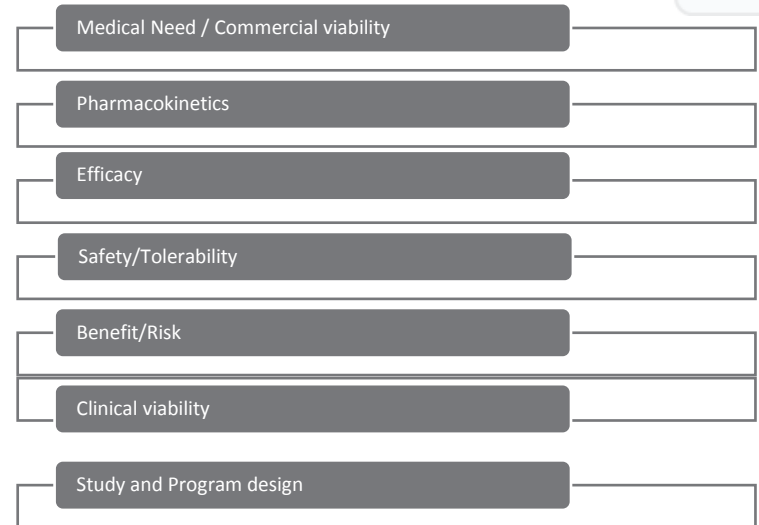 Medical Need / Commercial viability
Pharmacokinetics
Efficacy
Safety/Tolerability
Benefit/Risk
Clinical viability
Study and Program design